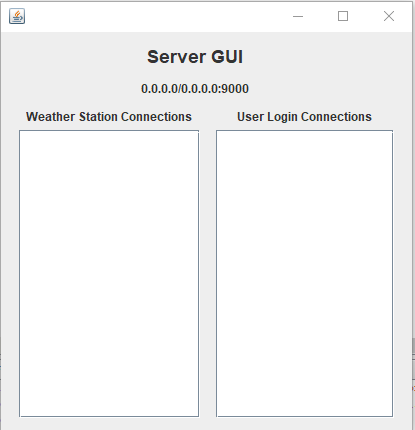 Server GUI
0.0.0.0/0.0.0.0:9000
Weather Station Connections
User Login Connections